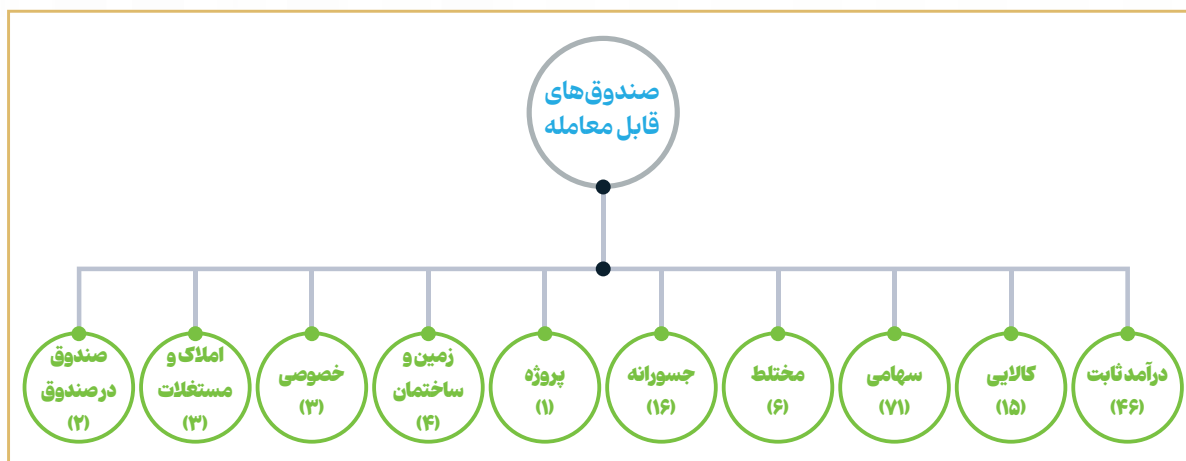 صندوق‌های
قابل معامله
درآمد ثابت
(۴۶)
کالایی
(۱۵)
سهامی
(۷۱)
مختلط
(۶)
جسورانه
(۱۶)
پروژه
(۱)
زمین و
ساختمان
(۴)
خصوصی
(۳)
املاک و
مستغلات
(۳)
صندوق
در صندوق
(۲)